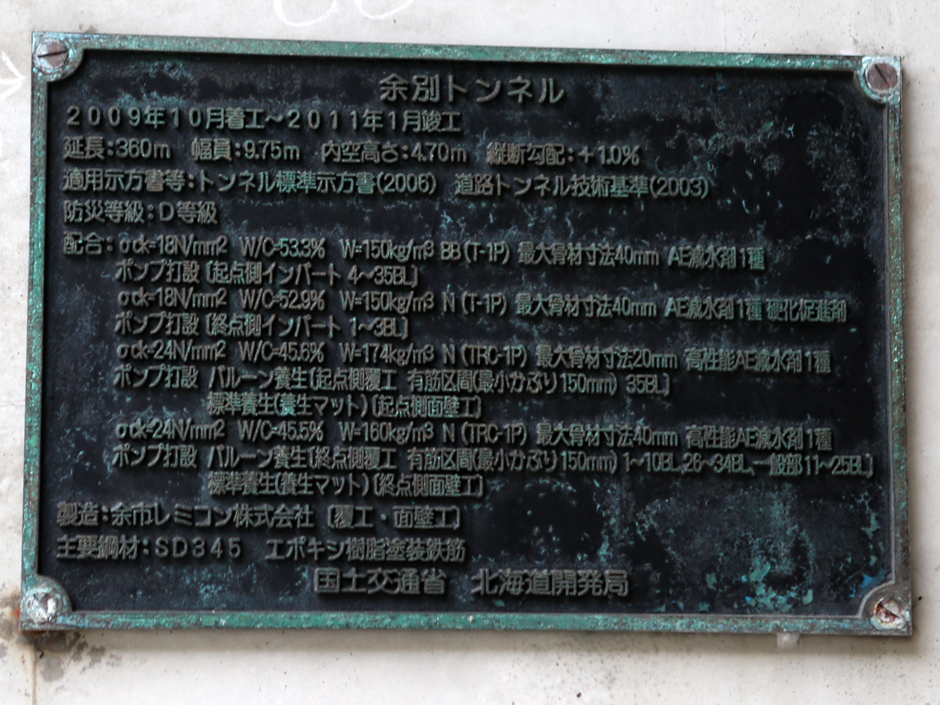 余別トンネル
2009年10月着工～2011年1月竣工
延長:360m 幅員:9.75m 内空高さ:4.70m 縦断勾配:+1.0%
適用示方書等:トンネル標準示方書(2006) 道路トンネル技術基準(2003)
防災等級:D等級
配合:σck=18N/mm2 W/C=53.3% W=150kg/m3 BB(T-1P) 最大骨材寸法40mm AE減水剤1種
ポンプ打設〔起点側インバート 4～35BL〕
σck=18N/mm2 W/C=52.9% W=150kg/m3 N(T-1P) 最大骨材寸法40mm AE減水剤1種 硬化促進剤
ポンプ打設〔終点側インバート 1～3BL〕
σck=24N/mm2 W/C=45.6% W=174kg/m3 N(TRC-1P) 最大骨材寸法20mm 高性能AE減水剤1種
ポンプ打設 バルーン養生〔起点側覆工 有筋区間(最小かぶり150mm) 35BL〕
標準養生(養生マット)〔起点側面壁工〕
σck=24N/mm2 W/C=45.5% W=160kg/m3 N(TRC-1P) 最大骨材寸法40mm 高性能AE減水剤1種
ポンプ打設 バルーン養生〔終点側覆工 有筋区間(最小かぶり150mm) 1～10BL,26～34BL,一般部11～25BL〕
標準養生(養生マット)〔終点側面壁工〕
製造:余市レミコン株式会社 〔覆工・面壁工〕
主要鋼材:SD345 エポキシ樹脂塗装鉄筋
国土交通省 北海道開発局